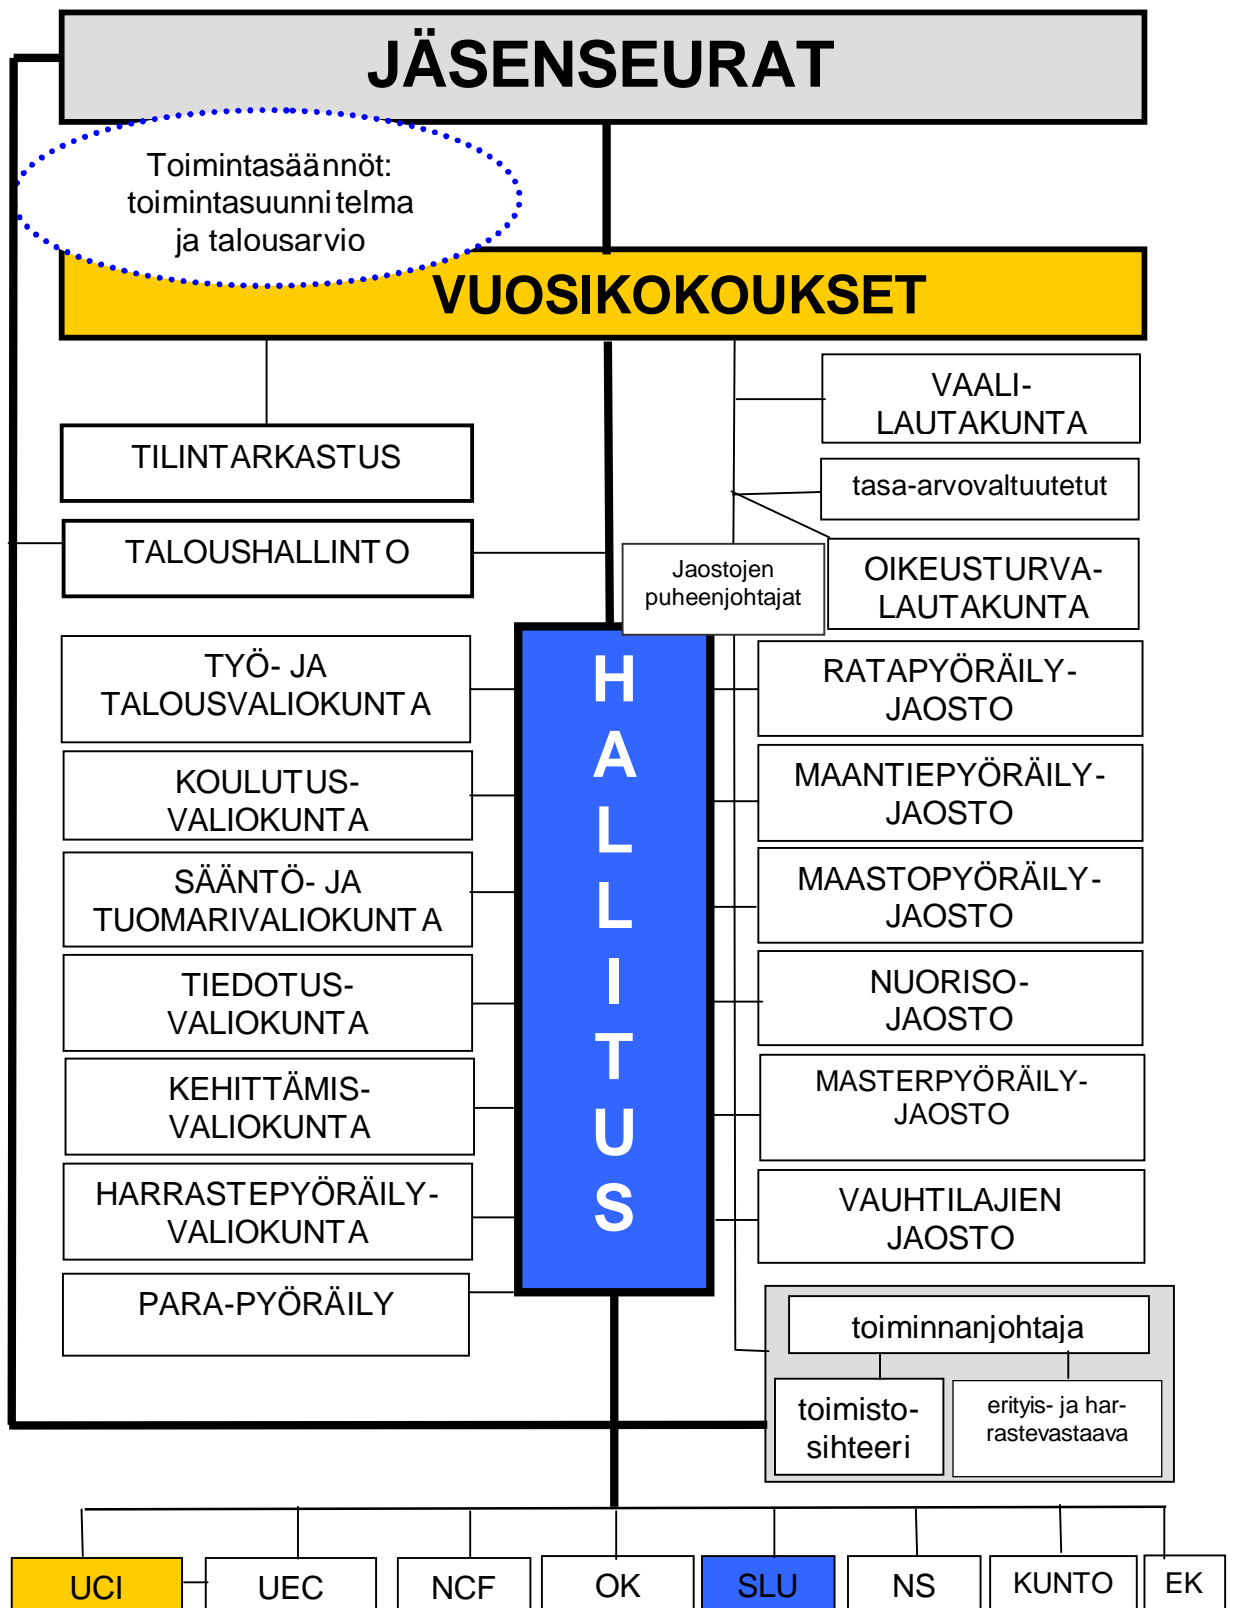 JÄSENSEURAT
Toimintasäännöt:
toimintasuunnitelma
ja talousarvio
VUOSIKOKOUKSET
TILINTARKASTUS
TALOUSHALLINTO
VAALI-
LAUTAKUNTA
tasa-arvovaltuutetut
OIKEUSTURVA-
LAUTAKUNTA
Jaostojen
puheenjohtajat
HALLITUS
TYÖ- JA
TALOUSVALIOKUNTA
KOULUTUS-
VALIOKUNTA
SÄÄNTÖ- JA
TUOMARIVALIOKUNTA
TIEDOTUS-
VALIOKUNTA
KEHITTÄMIS-
VALIOKUNTA
HARRASTEPYÖRÄILY-
VALIOKUNTA
PARA-PYÖRÄILY
RATAPYÖRÄILY-
JAOSTO
MAANTIEPYÖRÄILY-
JAOSTO
MAASTOPYÖRÄILY-
JAOSTO
NUORISO-
JAOSTO
MASTERPYÖRÄILY-
JAOSTO
VAUHTILAJIEN
JAOSTO
toiminnanjohtaja
toimisto-
sihteeri
erityis- ja har-
rastevastaava
UCI
UEC
NCF
OK
SLU
NS
KUNTO
EK